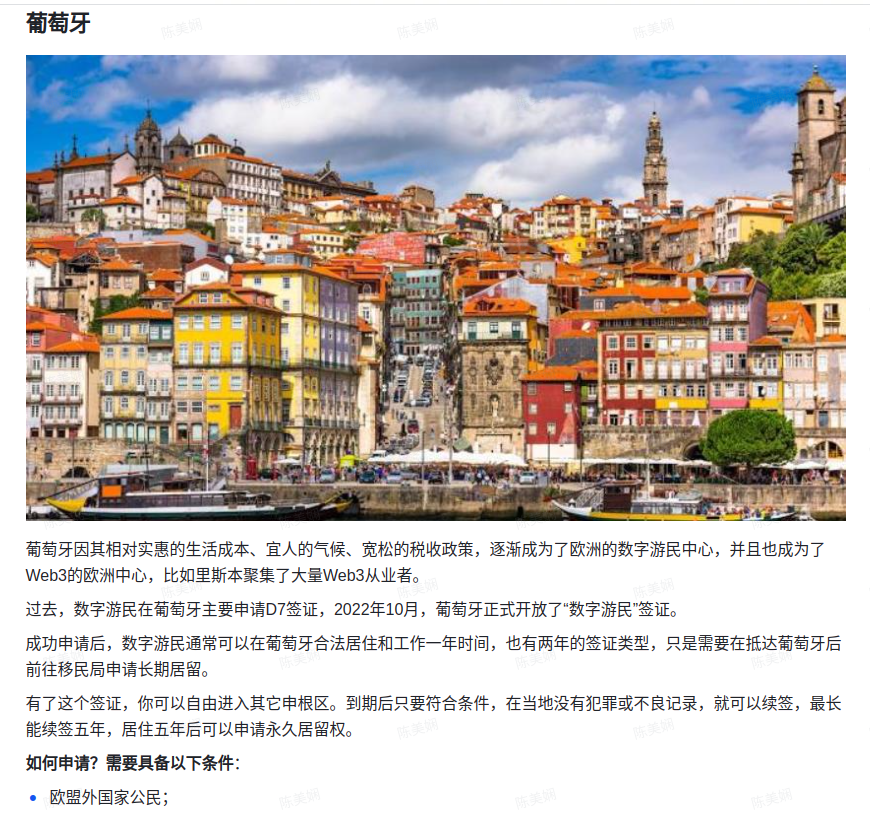 葡萄牙
葡萄牙因其相对实惠的生活成本、宜人的气候、宽松的税收政策，逐渐成为了欧洲的数字游民中心，并且也成为了
Web3的欧洲中心，比如里斯本聚集了大量Web3从业者。
过去，数字游民在葡萄牙主要申请D7签证，2022年10月，葡萄牙正式开放了“数字游民”签证。
成功申请后，数字游民通常可以在葡萄牙合法居住和工作一年时间，也有两年的签证类型，只是需要在抵达葡萄牙后
前往移民局申请长期居留。
有了这个签证，你可以自由进入其它申根区。到期后只要符合条件，在当地没有犯罪或不良记录，就可以续签，最长
能续签五年，居住五年后可以申请永久居留权。
如何申请？需要具备以下条件：
欧盟外国家公民；